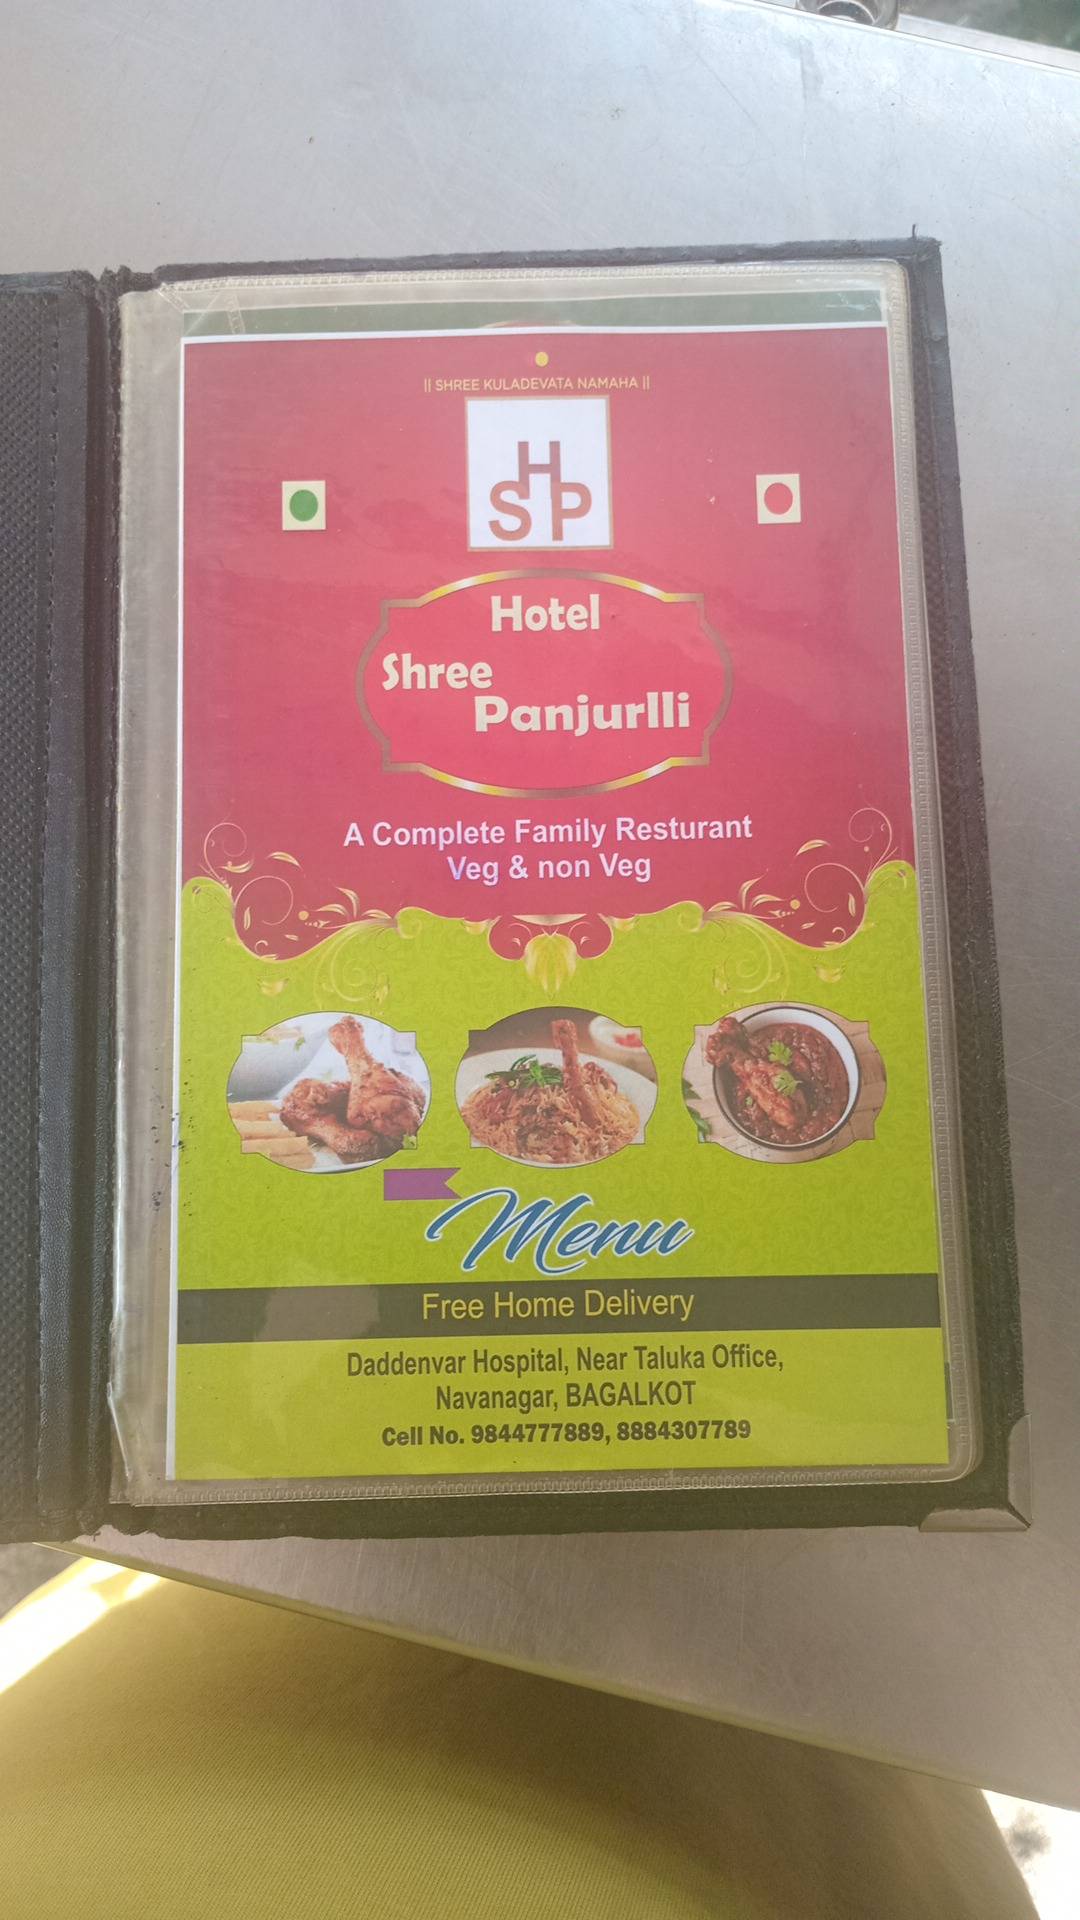 || SHREE KULADEVATA NAMAHA ||
H
SP
Hotel
Shree
Panjurlli
A Complete Family Resturant
Veg & non Veg
Menu
Free Home Delivery
Daddenvar Hospital, Near Taluka Office,
Navanagar, BAGALKOT
Cell No. 9844777889, 8884307789